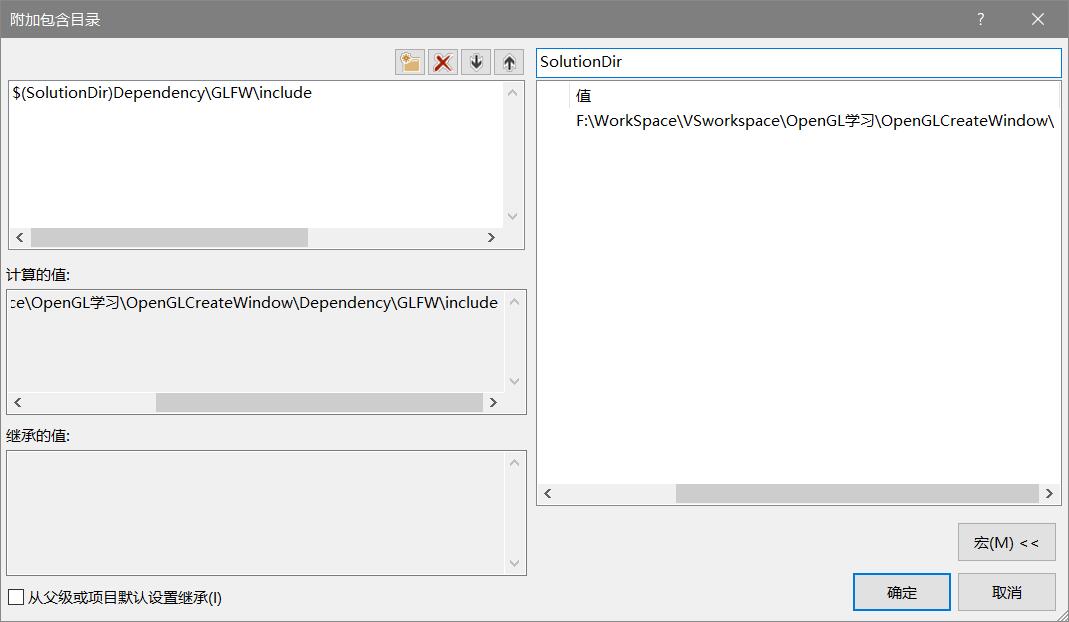 附加包含目录
?
SolutionDir
$(SolutionDir)Dependency\GLFW\include
值
F:\WorkSpace\VSworkspace\OpenGL学习\OpenGLCreateWindow\
计算的值:
ce\OpenGL学习\OpenGLCreateWindow\Dependency\GLFW\include
继承的值:
从父级或项目默认设置继承(I)
宏(M) <<
确定
取消